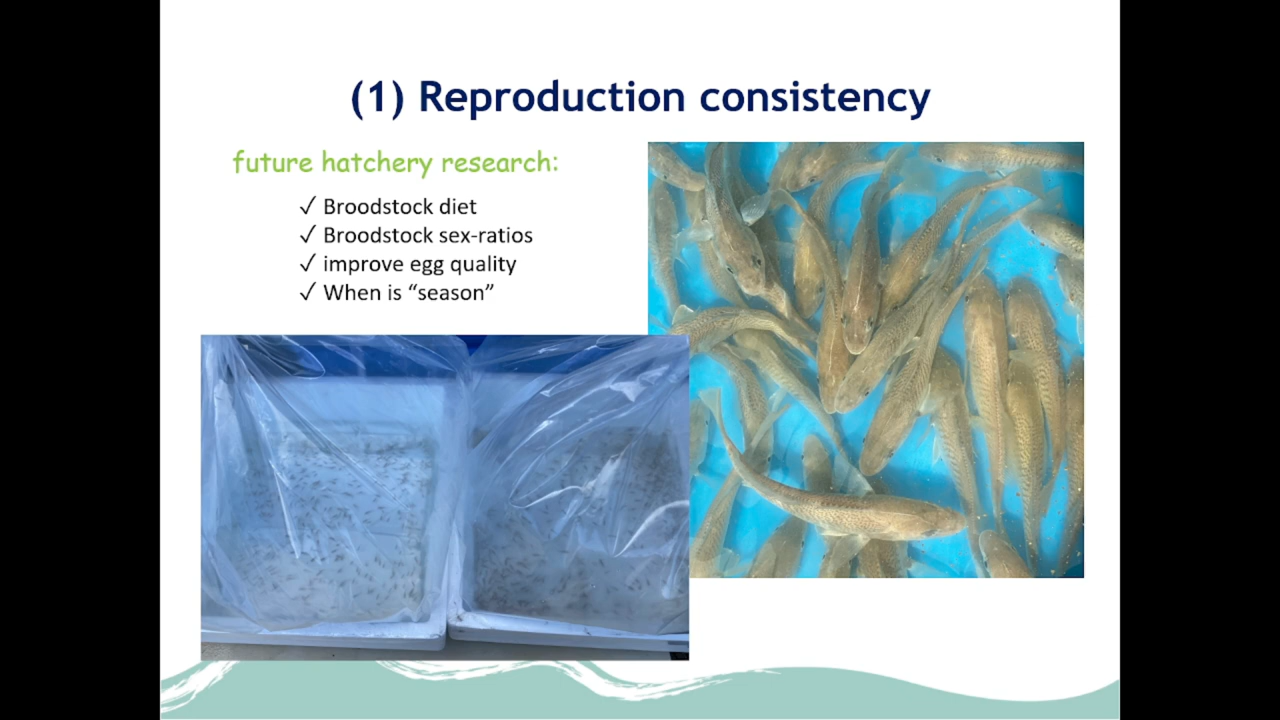 (1) Reproduction consistency
future hatchery research:
✓ Broodstock diet
✓ Broodstock sex-ratios
✓ improve egg quality
✓ When is “season”